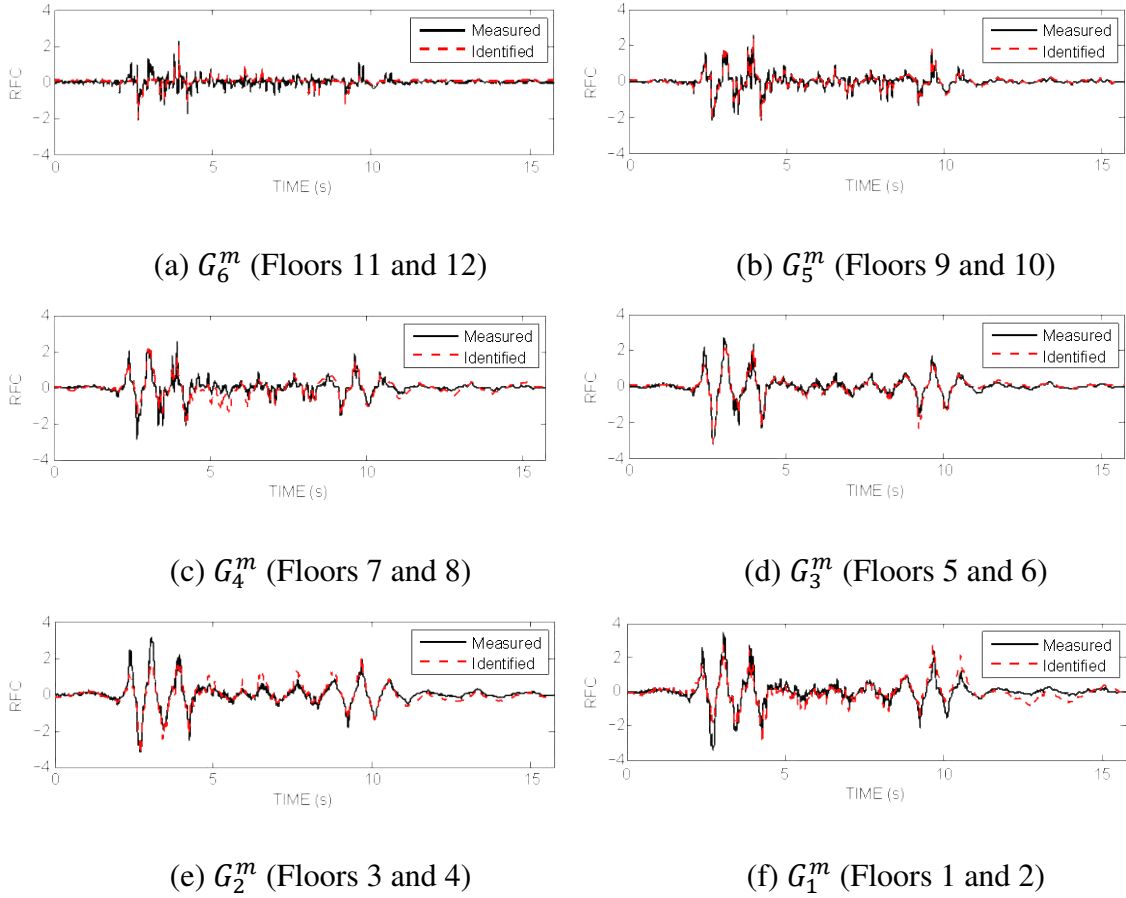 4
Measured
Identified
2
RFC
0
−2
−4
0
5
10
15
TIME (s)
(a) G₆ᵐ (Floors 11 and 12)
4
Measured
Identified
2
RFC
0
−2
−4
0
5
10
15
TIME (s)
(b) G₅ᵐ (Floors 9 and 10)
4
Measured
Identified
2
RFC
0
−2
−4
0
5
10
15
TIME (s)
(c) G₄ᵐ (Floors 7 and 8)
4
Measured
Identified
2
RFC
0
−2
−4
0
5
10
15
TIME (s)
(d) G₃ᵐ (Floors 5 and 6)
4
Measured
Identified
2
RFC
0
−2
−4
0
5
10
15
TIME (s)
(e) G₂ᵐ (Floors 3 and 4)
4
Measured
Identified
2
RFC
0
−2
−4
0
5
10
15
TIME (s)
(f) G₁ᵐ (Floors 1 and 2)